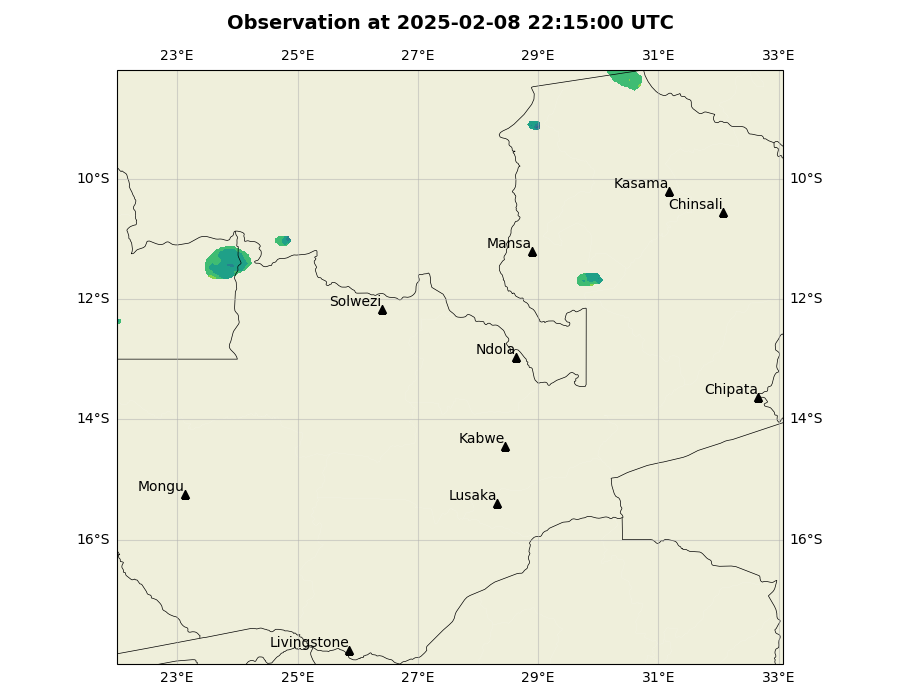 Observation at 2025-02-08 22:15:00 UTC
23°E 25°E 27°E 29°E 31°E 33°E
10°S 10°S
Kasama
Chinsali
Mansa
12°S 12°S
Solwezi
Ndola
Chipata
14°S 14°S
Kabwe
Mongu
Lusaka
16°S 16°S
Livingstone
23°E 25°E 27°E 29°E 31°E 33°E